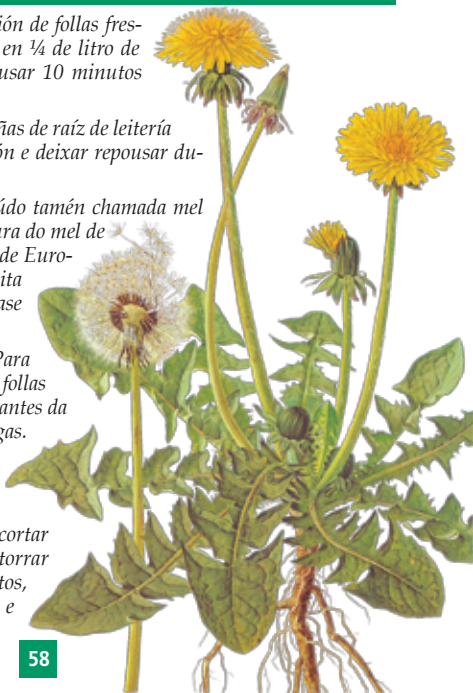 ión de follas fres-
en ¼ de litro de
usar 10 minutos
ñas de raíz de leitería
ón e deixar repousar du-
údo tamén chamada mel
ura do mel de
de Euro-
ita
ase
Para
follas
antes da
gas.
cortar
torrar
tos,
e
58